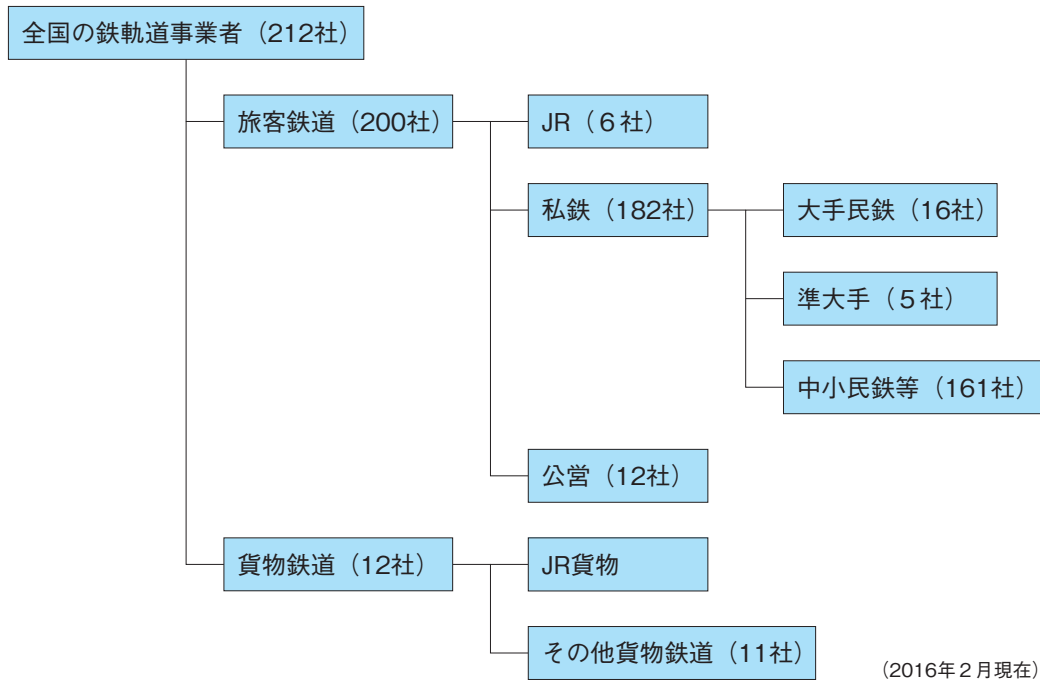 全国の鉄軌道事業者（212社）
旅客鉄道（200社）
JR（６社）
私鉄（182社）
大手民鉄（16社）
準大手（５社）
中小民鉄等（161社）
公営（12社）
貨物鉄道（12社）
JR貨物
その他貨物鉄道（11社）
（2016年２月現在）